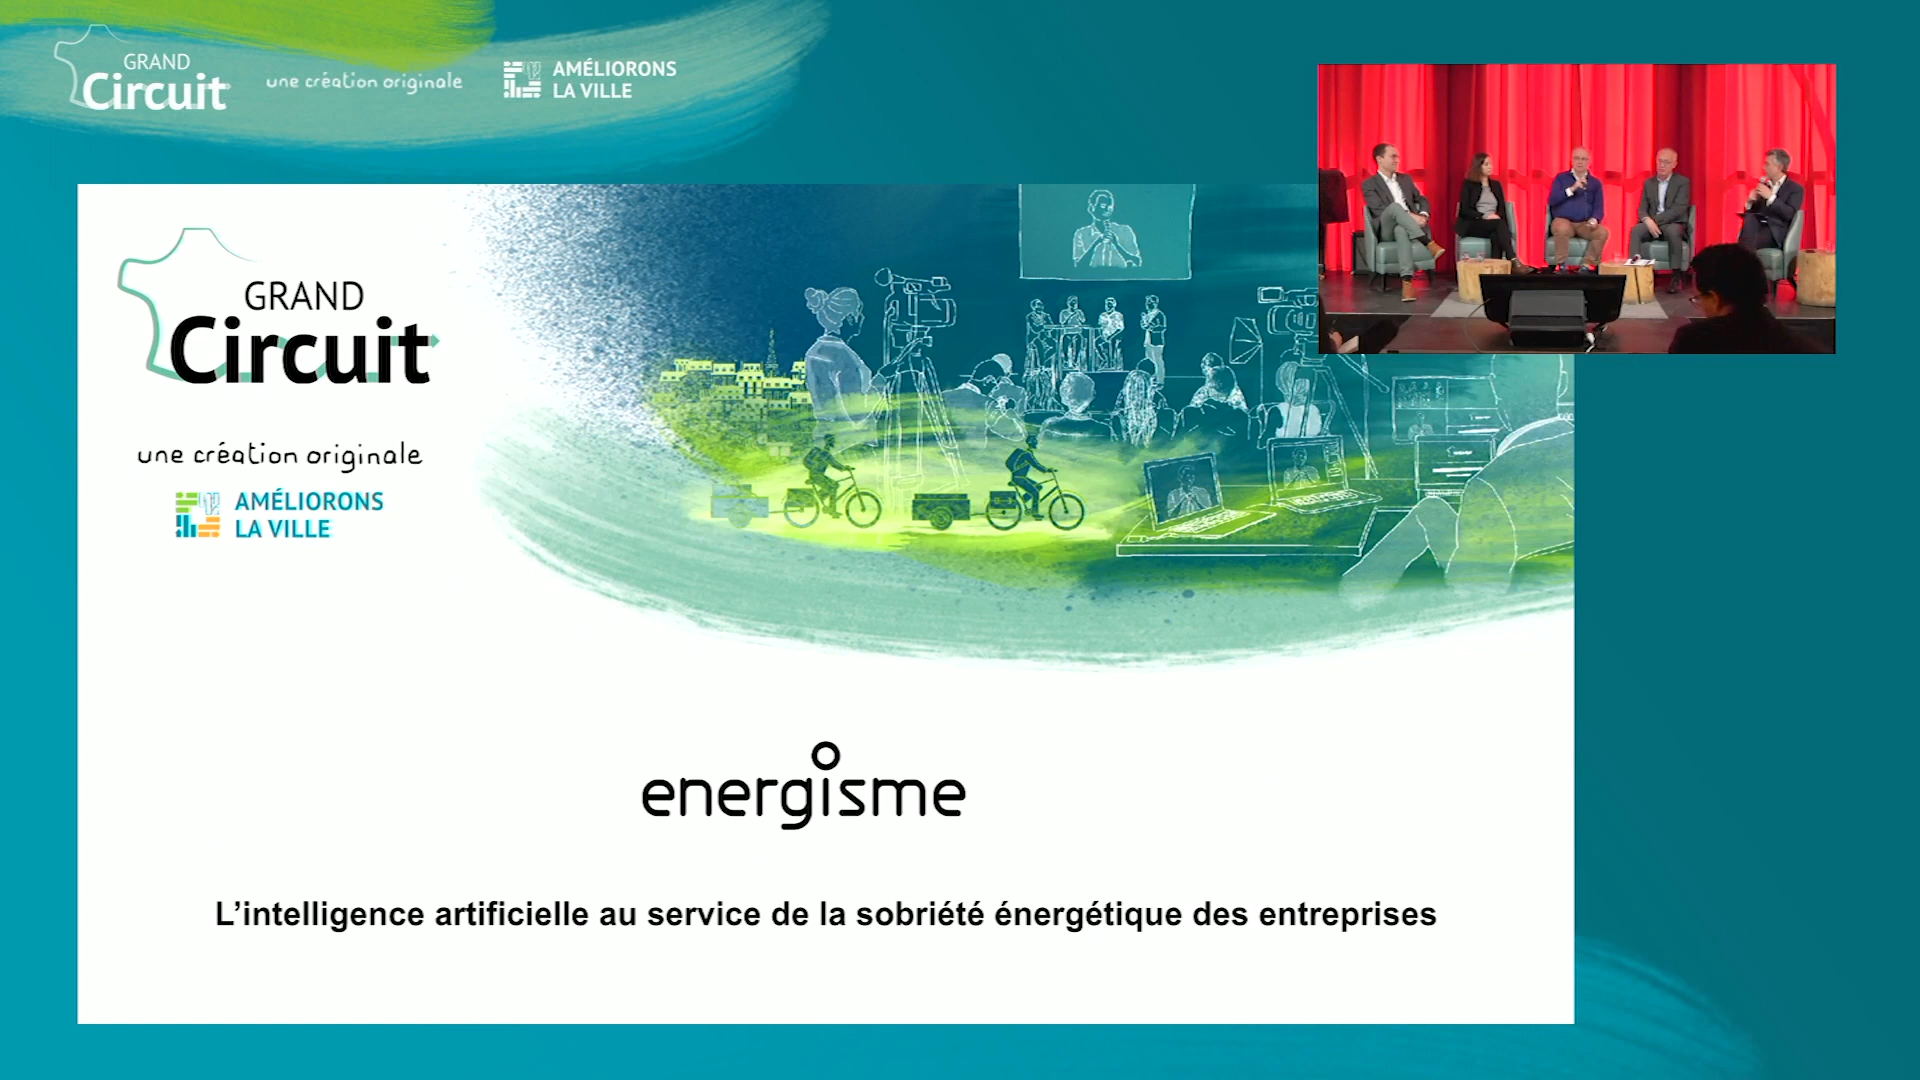 GRAND
Circuit
une création originale
AMÉLIORONS
LA VILLE
GRAND
Circuit
une création originale
AMÉLIORONS
LA VILLE
energisme
L’intelligence artificielle au service de la sobriété énergétique des entreprises